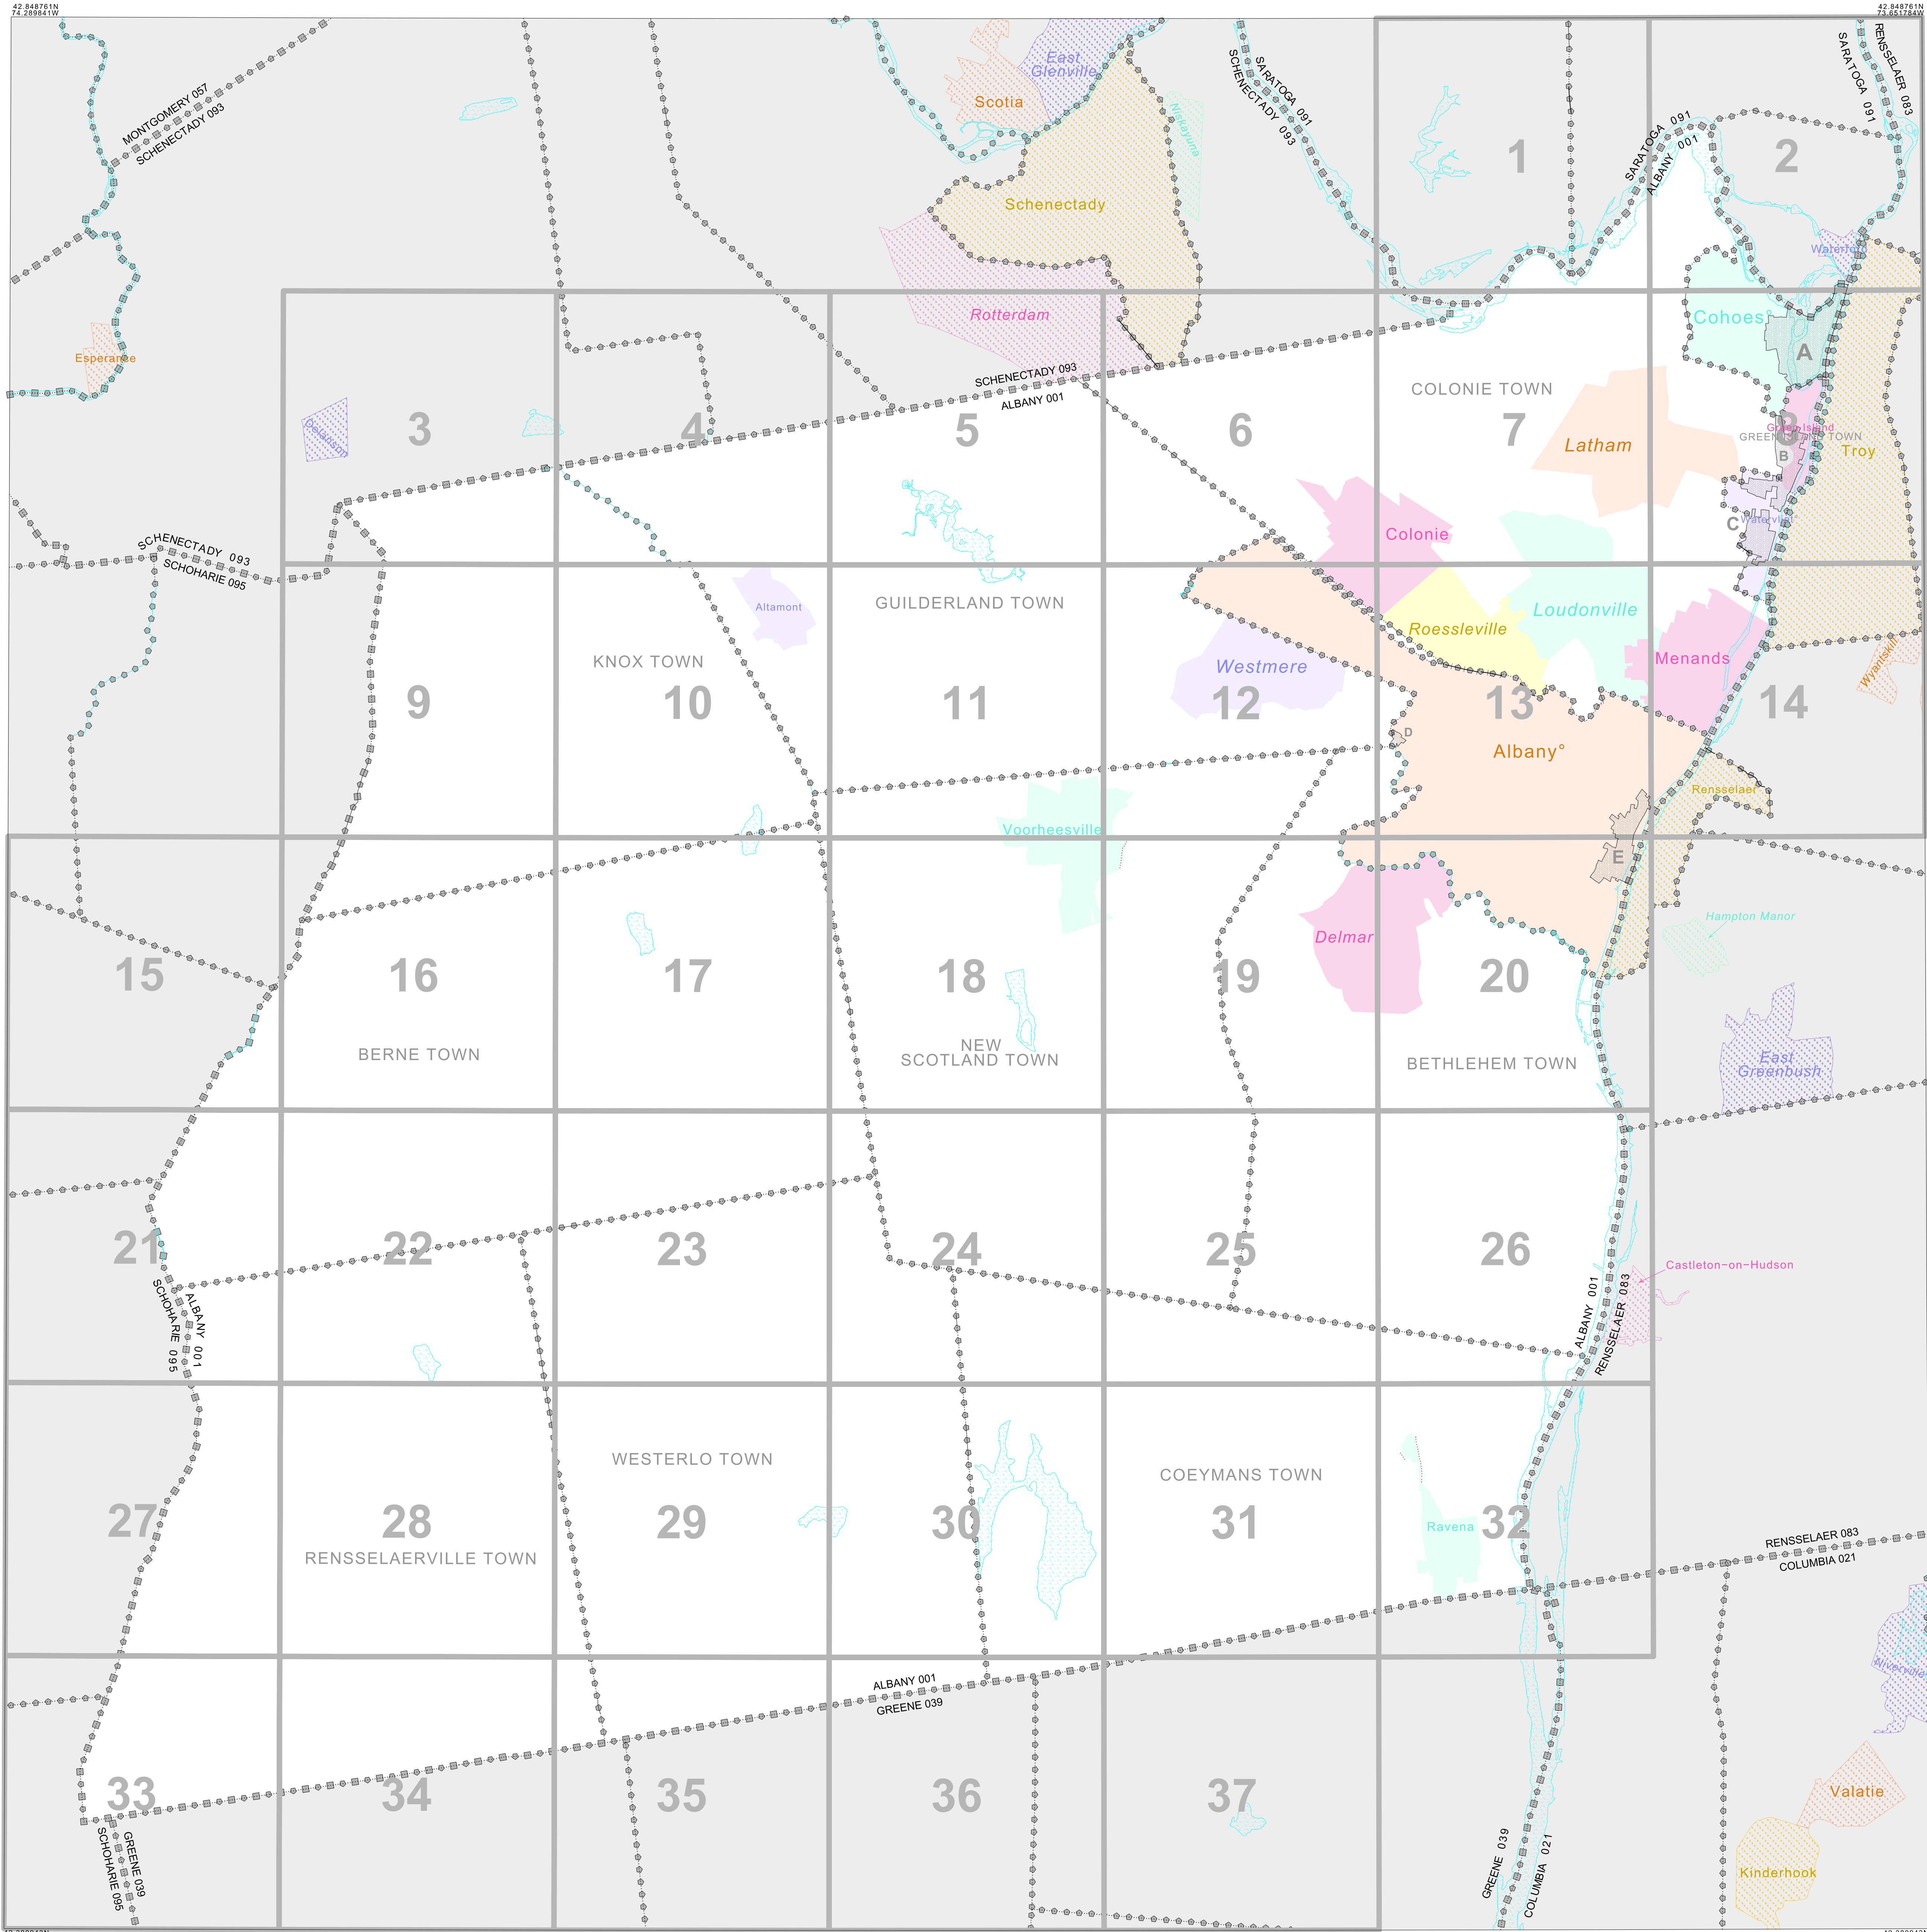 42.848761N
74.289841W
42.848761N
73.651784W
MONTGOMERY 057
SCHENECTADY 093
East
Glenville
Scotia
Niskayuna
SARATOGA 091
SCHENECTADY 093
SARATOGA 091
RENSSELAER 083
SARATOGA 091
ALBANY 001
1
2
Schenectady
Waterford
Rotterdam
Cohoes°
A
Esperance
SCHENECTADY 093
ALBANY 001
COLONIE TOWN
Delanson
3
4
5
6
7
8
Latham
Green Island
GREEN ISLAND TOWN
B
Troy
Colonie
C
Watervliet°
SCHENECTADY 093
SCHOHARIE 095
Altamont
GUILDERLAND TOWN
Loudonville
Roessleville
KNOX TOWN
Westmere
Menands
Wynantskill
9
10
11
12
13
14
D
Albany°
Rensselaer
Voorheesville
E
Hampton Manor
Delmar
15
16
17
18
19
20
BERNE TOWN
NEW
SCOTLAND TOWN
BETHLEHEM TOWN
East
Greenbush
21
22
23
24
25
26
Castleton-on-Hudson
SCHOHARIE 095
ALBANY 001
ALBANY 001
RENSSELAER 083
WESTERLO TOWN
COEYMANS TOWN
27
28
29
30
31
32
Ravena
RENSSELAERVILLE TOWN
RENSSELAER 083
COLUMBIA 021
Niverville
ALBANY 001
GREENE 039
33
34
35
36
37
Valatie
SCHOHARIE 095
GREENE 039
GREENE 039
COLUMBIA 021
Kinderhook